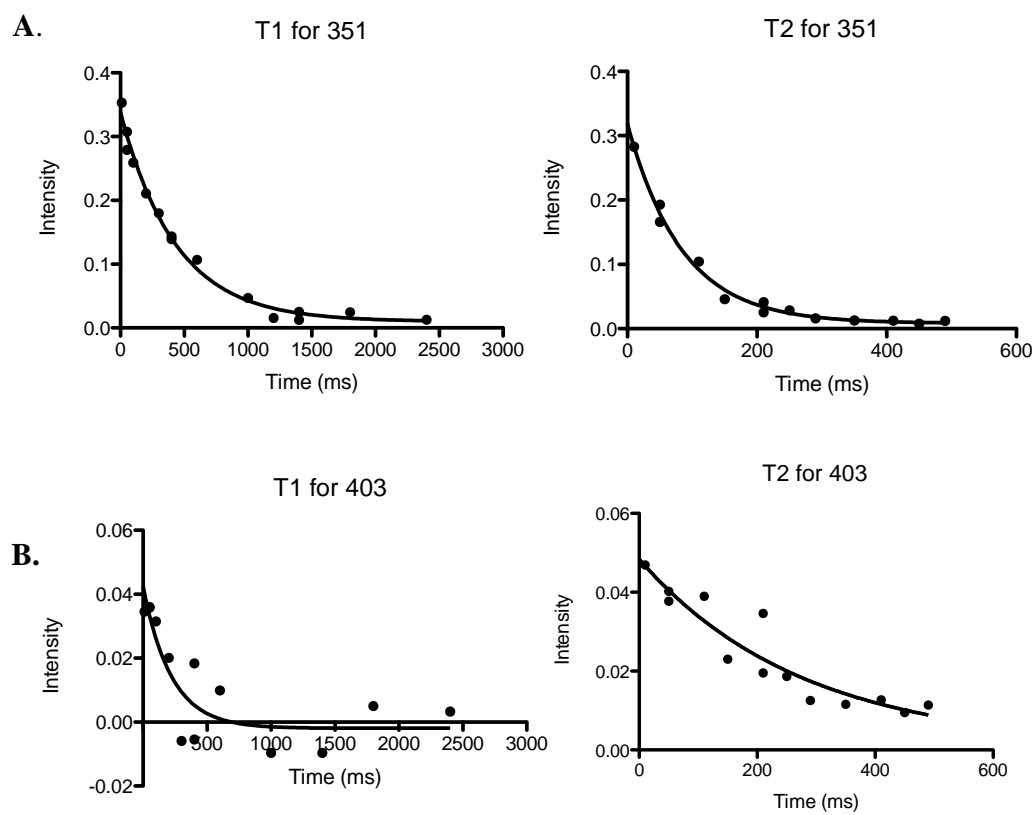 A.
T1 for 351
T2 for 351
0.4
0.3
0.2
0.1
0.0
Intensity
0 500 1000 1500 2000 2500 3000
Time (ms)
0.4
0.3
0.2
0.1
0.0
Intensity
0 200 400 600
Time (ms)
B.
T1 for 403
T2 for 403
0.06
0.04
0.02
0.00
-0.02
Intensity
500 1000 1500 2000 2500 3000
Time (ms)
0.06
0.04
0.02
0.00
Intensity
0 200 400 600
Time (ms)